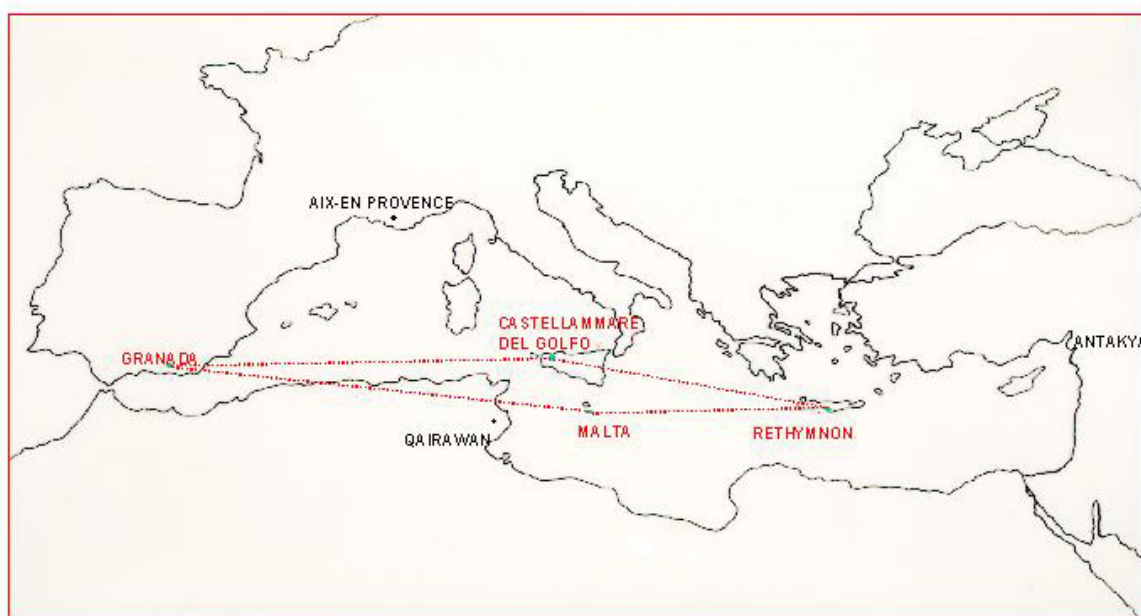 AIX-EN PROVENCE
CASTELLAMMARE
DEL GOLFO
GRANADA
ANTAKYA
QAIRAWAN
MALTA
RETHYMNON